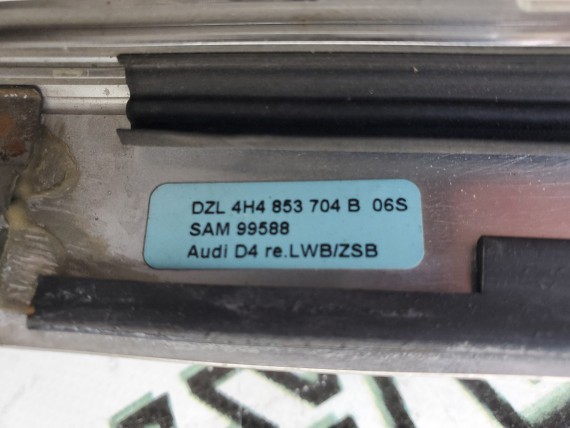 DZL 4H4 853 704 B 06S
SAM 99588
Audi D4 re.LWB/ZSB